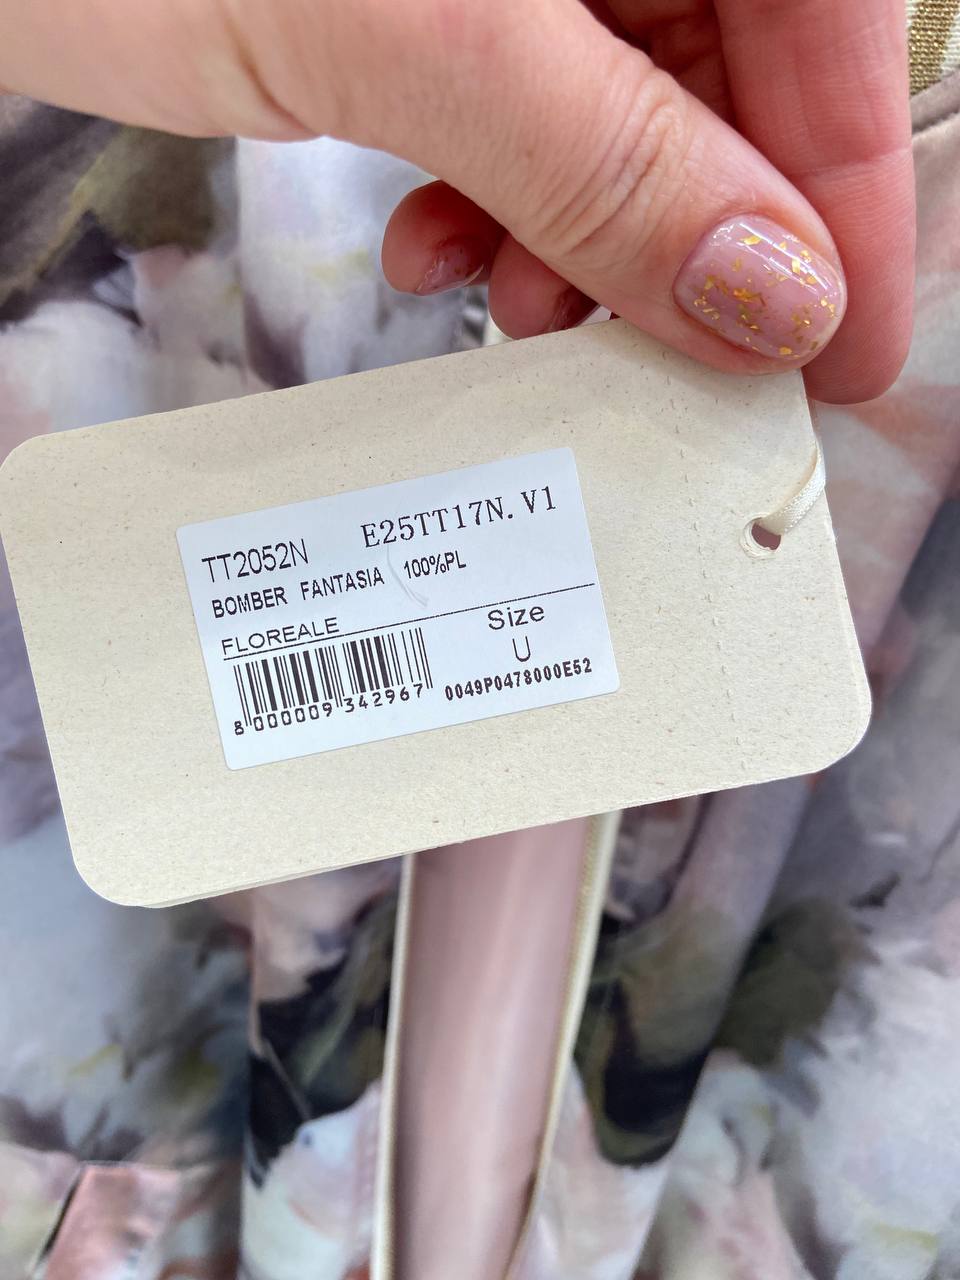 TT2052N E25TT17N. V1
BOMBER FANTASIA 100%PL
FLOREALE
Size
U
8 000009 342967
0049P0478000E52